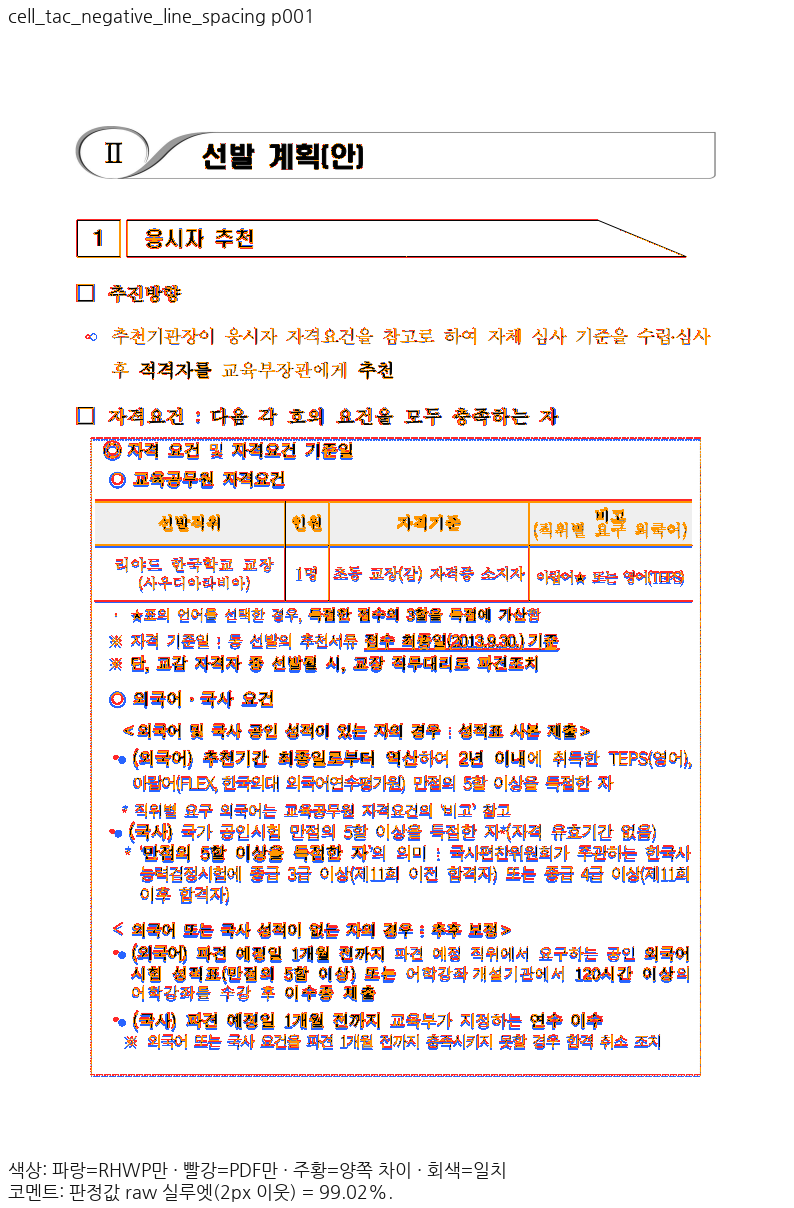 cell_tac_negative_line_spacing p001
Ⅱ 선발 계획(안)
1 응시자 추천
□ 추진방향
∞ 추천기관장이 응시자 자격요건을 참고로 하여 자체 심사 기준을 수립·심사
후 적격자를 교육부장관에게 추천
□ 자격요건 : 다음 각 호의 요건을 모두 충족하는 자
◎ 자격 요건 및 자격요건 기준일
○ 교육공무원 자격요건
선발직위 인원 자격기준 비고
(직위별 요구 외국어)
리야드 한국학교 교장
(사우디아라비아)
1명 초등 교장(감) 자격증 소지자 아랍어★ 또는 영어(TEPS)
· ★표의 언어를 선택한 경우, 득점한 점수의 3할을 득점에 가산함
※ 자격 기준일 : 동 선발의 추천서류 접수 최종일(2013.9.30.) 기준
※ 단, 교감 자격자 중 선발될 시, 교장 직무대리로 파견조치
○ 외국어·국사 요건
<외국어 및 국사 공인 성적이 있는 자의 경우 : 성적표 사본 제출>
• (외국어) 추천기간 최종일로부터 역산하여 2년 이내에 취득한 TEPS(영어),
아랍어(FLEX, 한국외대 외국어연수평가원) 만점의 5할 이상을 득점한 자
* 직위별 요구 외국어는 교육공무원 자격요건의 '비고' 참고
• (국사) 국가 공인시험 만점의 5할 이상을 득점한 자*(자격 유효기간 없음)
* '만점의 5할 이상을 득점한 자'의 의미 : 국사편찬위원회가 주관하는 한국사
능력검정시험에 중급 3급 이상(제11회 이전 합격자) 또는 중급 4급 이상(제11회
이후 합격자)
< 외국어 또는 국사 성적이 없는 자의 경우 : 추후 보정>
• (외국어) 파견 예정일 1개월 전까지 파견 예정 직위에서 요구하는 공인 외국어
시험 성적표(만점의 5할 이상) 또는 어학강좌 개설기관에서 120시간 이상의
어학강좌를 수강 후 이수증 제출
• (국사) 파견 예정일 1개월 전까지 교육부가 지정하는 연수 이수
※ 외국어 또는 국사 요건을 파견 1개월 전까지 충족시키지 못할 경우 합격 취소 조치
색상: 파랑=RHWP만 · 빨강=PDF만 · 주황=양쪽 차이 · 회색=일치
코멘트: 판정값 raw 실루엣(2px 이웃) = 99.02%.